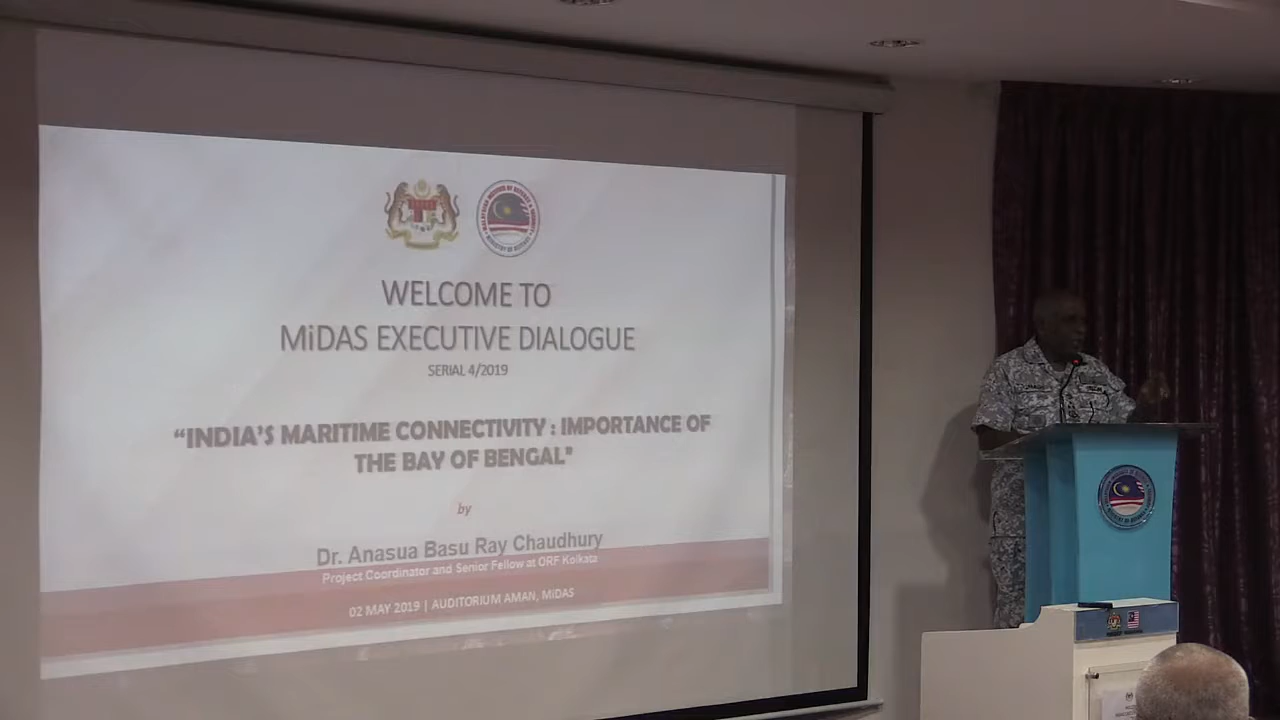 WELCOME TO
MiDAS EXECUTIVE DIALOGUE
SERIAL 4/2019
“INDIA’S MARITIME CONNECTIVITY : IMPORTANCE OF
THE BAY OF BENGAL”
by
Dr. Anasua Basu Ray Chaudhury
Project Coordinator and Senior Fellow at ORF Kolkata
02 MAY 2019 | AUDITORIUM AMAN, MiDAS